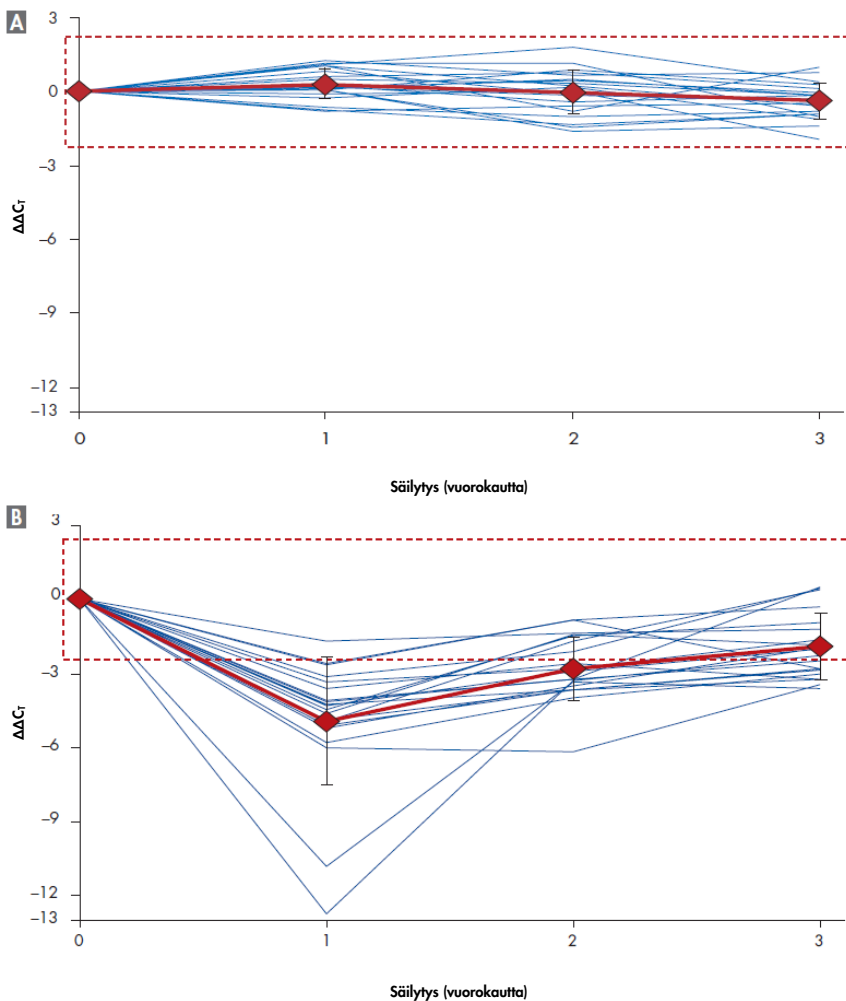 A
3
0
–3
–6
–9
–12
–13
ΔΔCT
0 1 2 3
Säilytys (vuorokautta)
B
3
0
–3
–6
–9
–12
–13
ΔΔCT
0 1 2 3
Säilytys (vuorokautta)